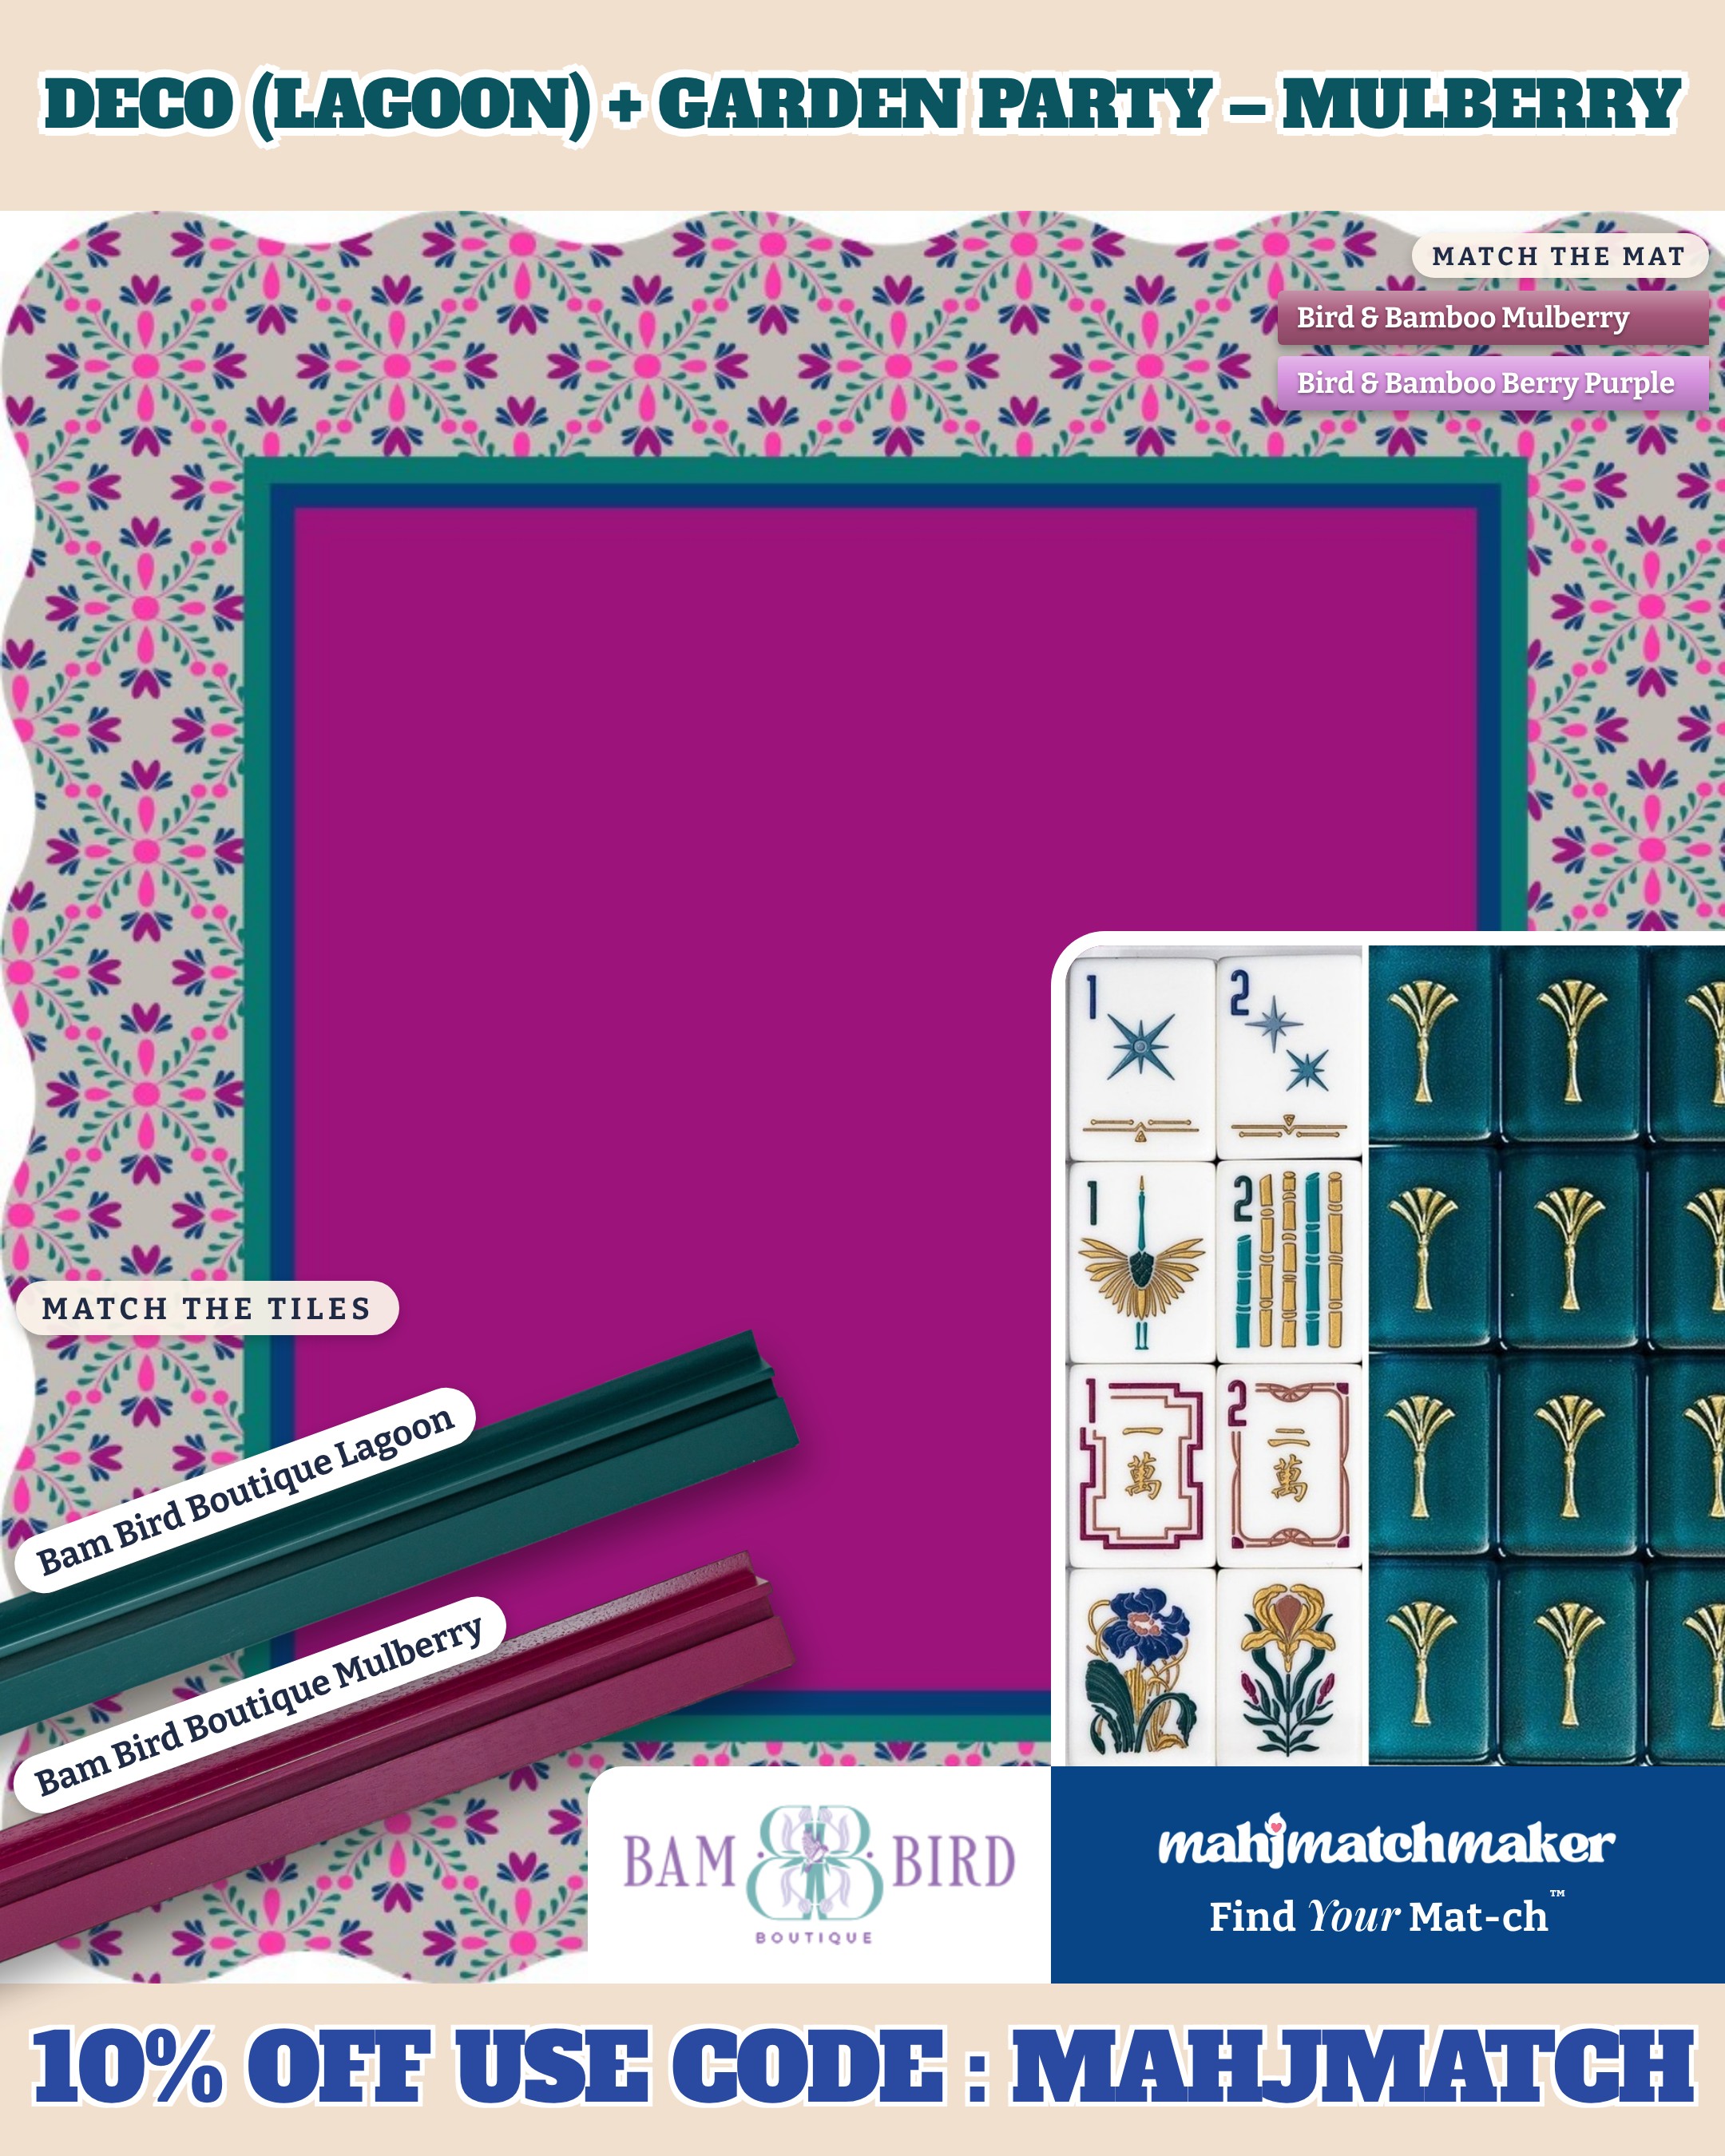 DECO (LAGOON) + GARDEN PARTY – MULBERRY
MATCH THE MAT
Bird & Bamboo Mulberry
Bird & Bamboo Berry Purple
1 2
1 2
1 一萬 2 二萬
MATCH THE TILES
Bam Bird Boutique Lagoon
Bam Bird Boutique Mulberry
BAM BIRD
BOUTIQUE
mahjmatchmaker
Find Your Mat-ch™
10% OFF USE CODE : MAHJMATCH